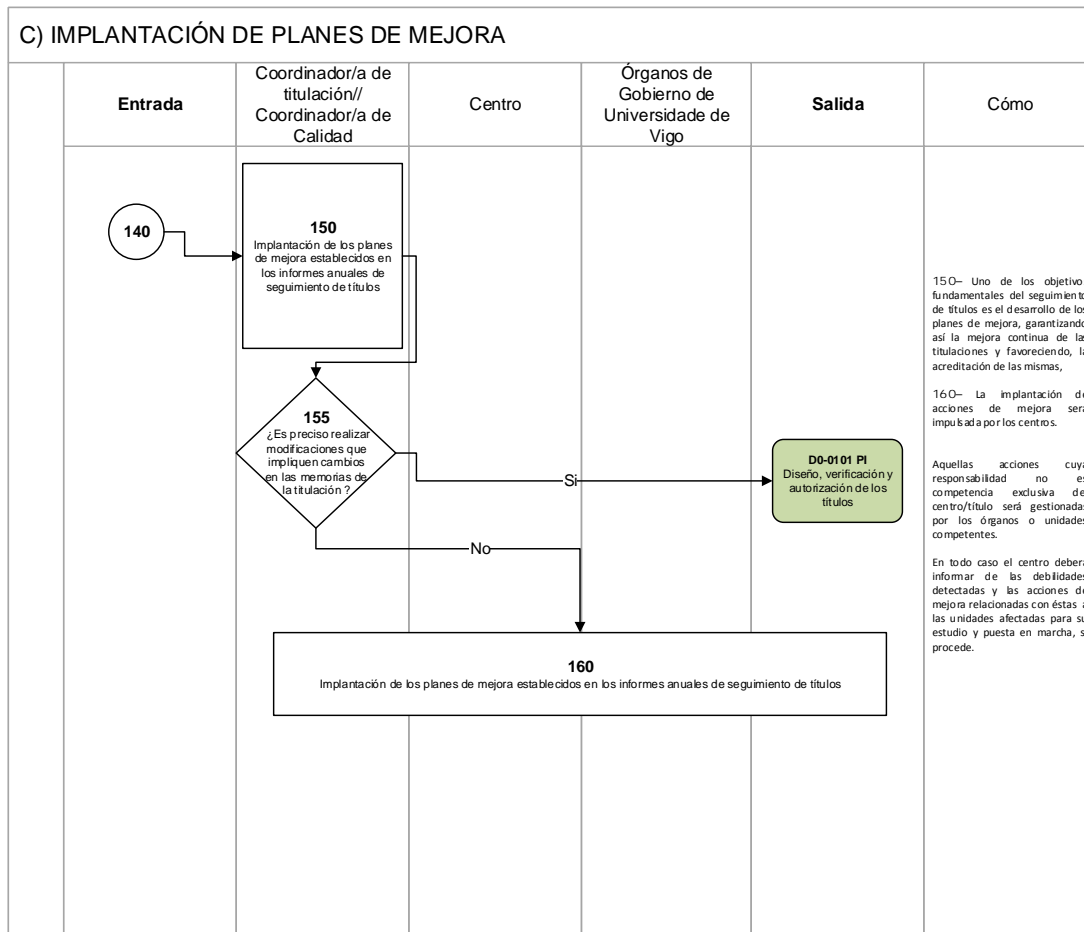 C) IMPLANTACIÓN DE PLANES DE MEJORA
Entrada
Coordinador/a de
titulación//
Coordinador/a de
Calidad
Centro
Órganos de
Gobierno de
Universidade de
Vigo
Salida
Cómo
140
150
Implantación de los planes
de mejora establecidos en
los informes anuales de
seguimiento de títulos
155
¿Es preciso realizar
modificaciones que
impliquen cambios
en las memorias de
la titulación ?
Si
No
D0-0101 PI
Diseño, verificación y
autorización de los
títulos
160
Implantación de los planes de mejora establecidos en los informes anuales de seguimiento de títulos
150– Uno de los objetivo
fundamentales del seguimiento
de títulos es el desarrollo de los
planes de mejora, garantizando
así la mejora continua de las
titulaciones y favoreciendo, la
acreditación de las mismas,
160– La implantación de
acciones de mejora será
impulsada por los centros.
Aquellas acciones cuya
responsabilidad no es
competencia exclusiva de
centro/título será gestionadas
por los órganos o unidades
competentes.
En todo caso el centro deberá
informar de las debilidades
detectadas y las acciones de
mejora relacionadas con éstas a
las unidades afectadas para su
estudio y puesta en marcha, s
procede.